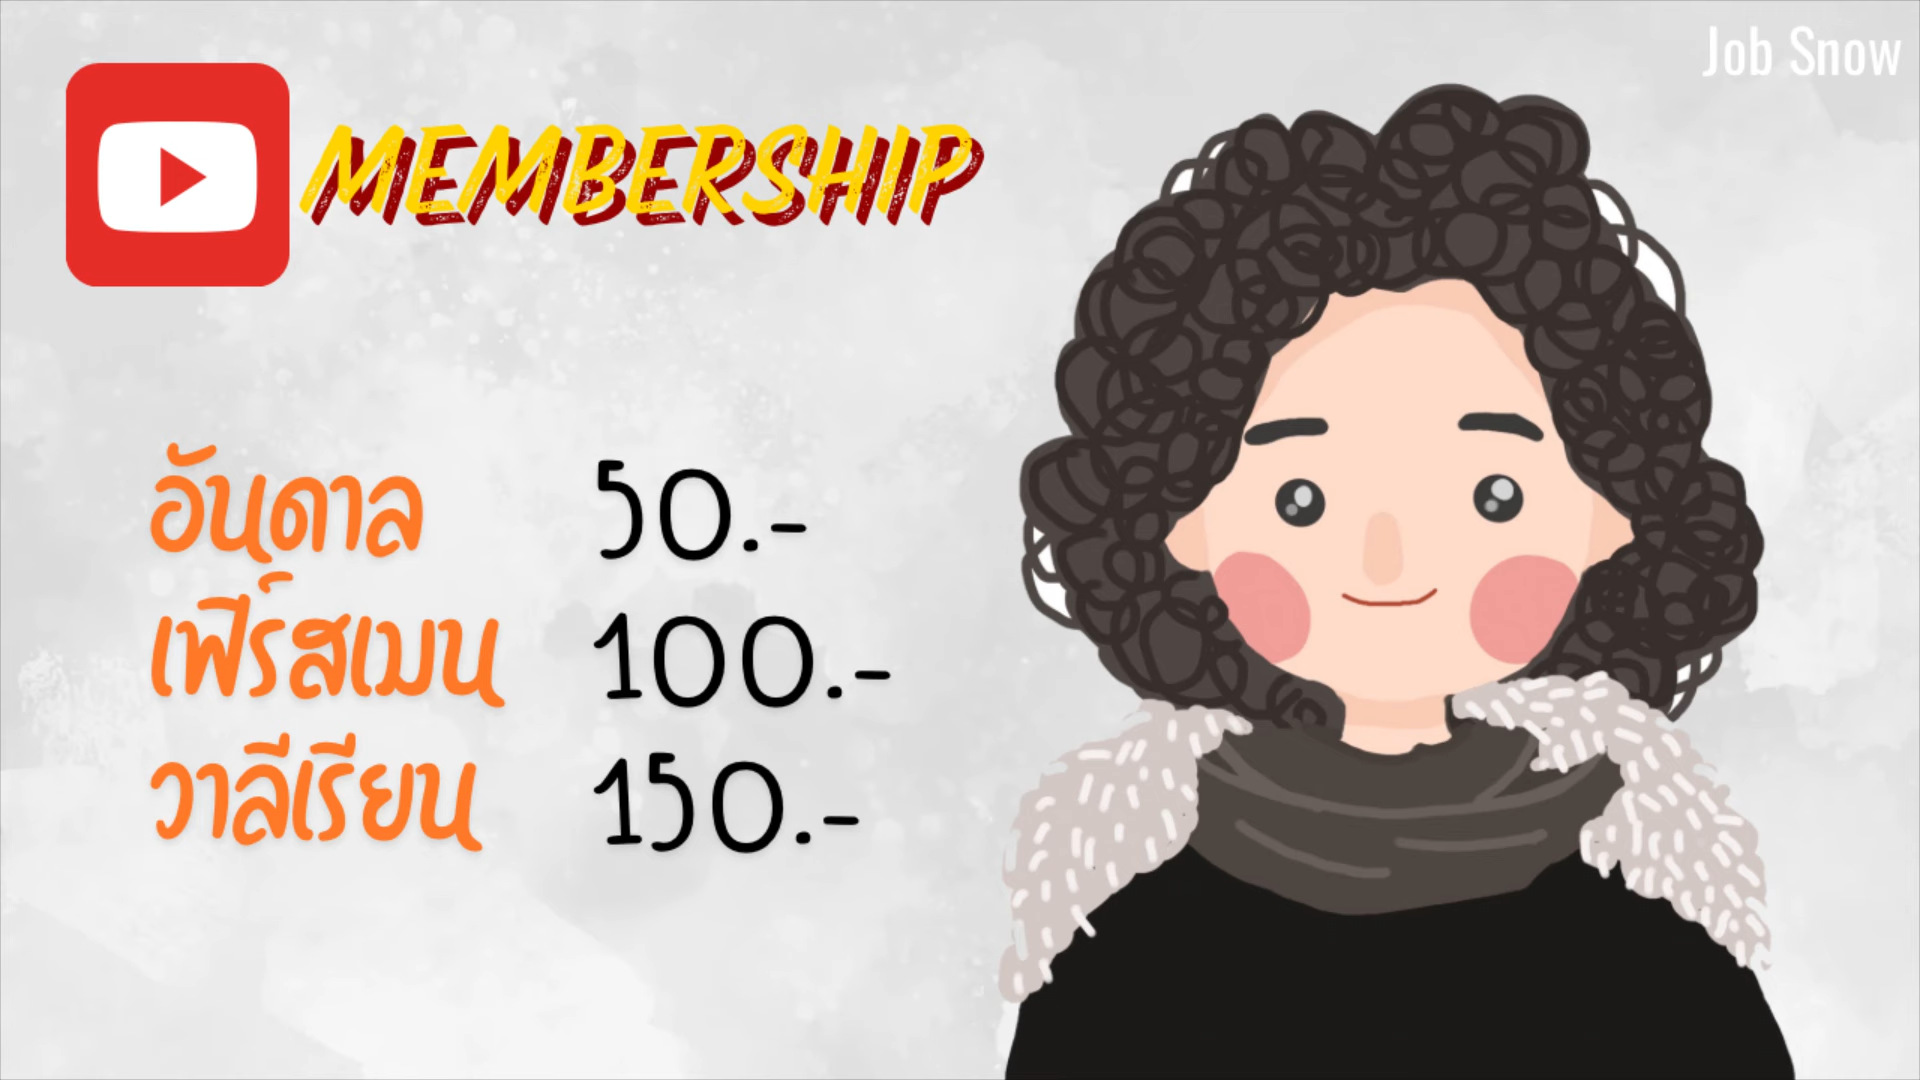 Job Snow
MEMBERSHIP
อันดาล 50.-
เฟิร์สเมน 100.-
วาลีเรียน 150.-